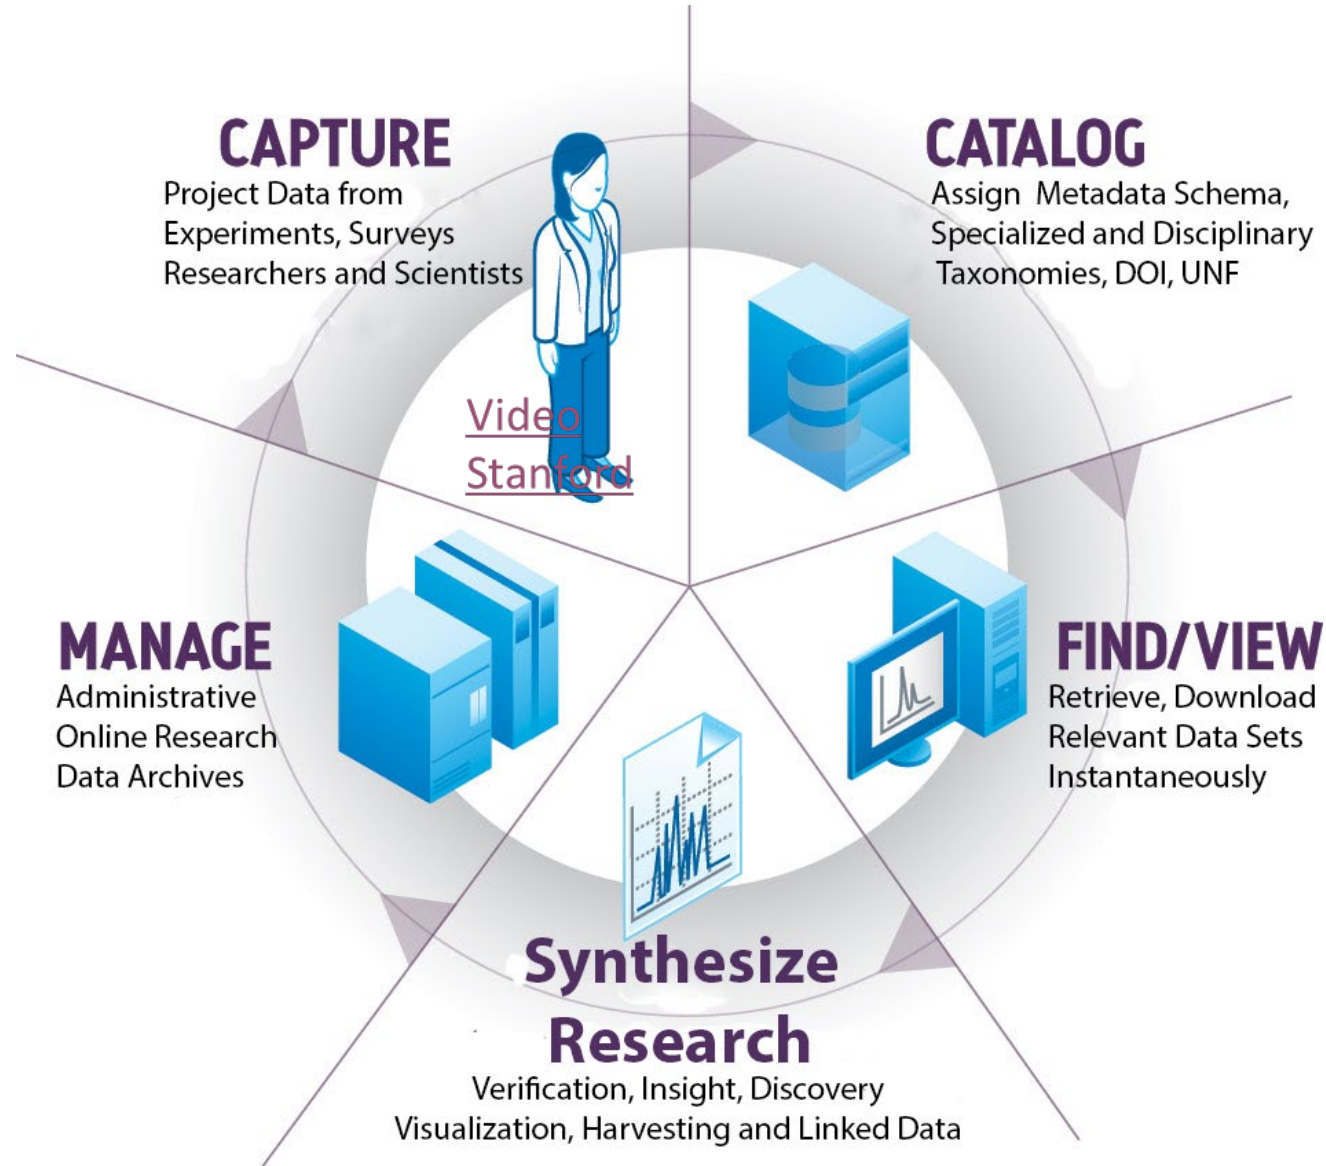 CAPTURE
Project Data from
Experiments, Surveys
Researchers and Scientists
CATALOG
Assign Metadata Schema,
Specialized and Disciplinary
Taxonomies, DOI, UNF
Video
Stanford
MANAGE
Administrative
Online Research
Data Archives
FIND/VIEW
Retrieve, Download
Relevant Data Sets
Instantaneously
Synthesize
Research
Verification, Insight, Discovery
Visualization, Harvesting and Linked Data